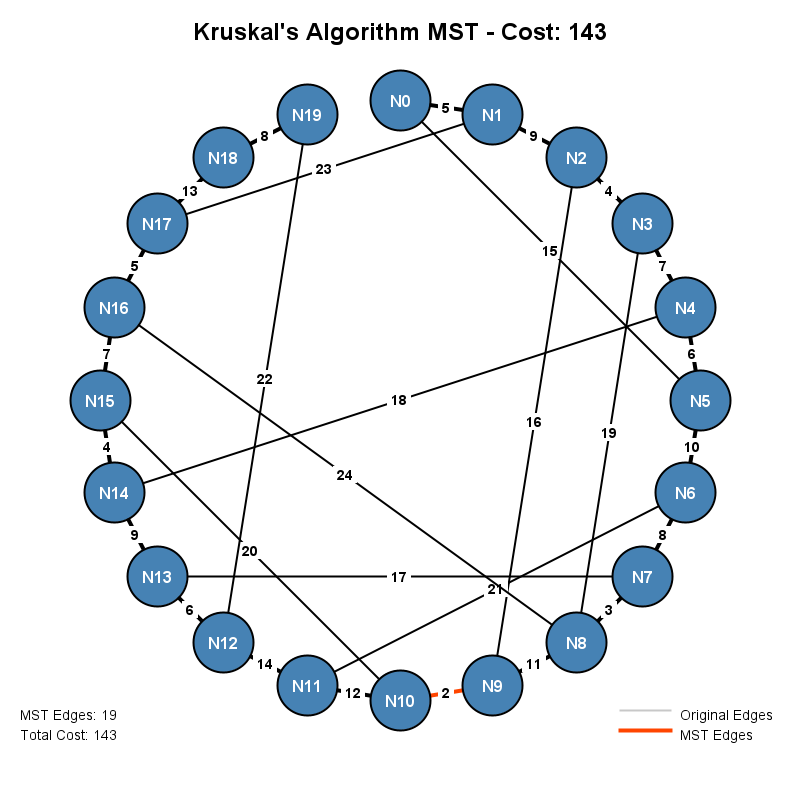 Kruskal's Algorithm MST - Cost: 143
N0
5
N1
N19
8
9
N18
N2
23
13
4
N17
N3
15
5
7
N16
N4
7
6
22
N15
18
N5
16
19
4
10
24
N14
N6
9
8
20
N13
17
21
N7
6
3
N12
N8
14
11
N11
12
N10
2
N9
MST Edges: 19
Total Cost: 143
Original Edges
MST Edges